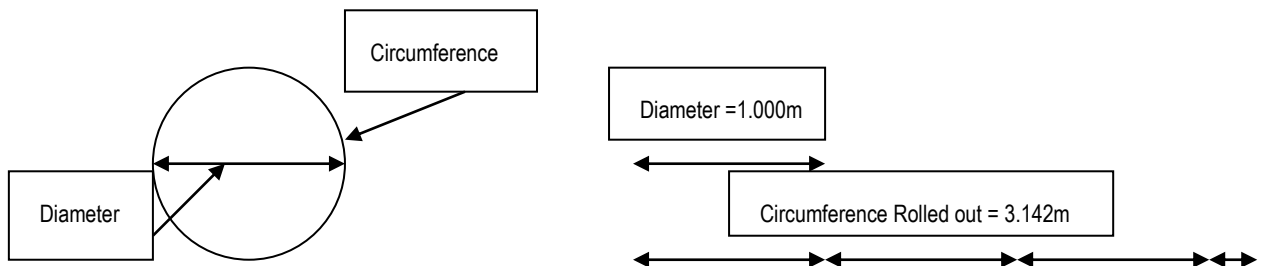 Circumference
Diameter
Diameter =1.000m
Circumference Rolled out = 3.142m